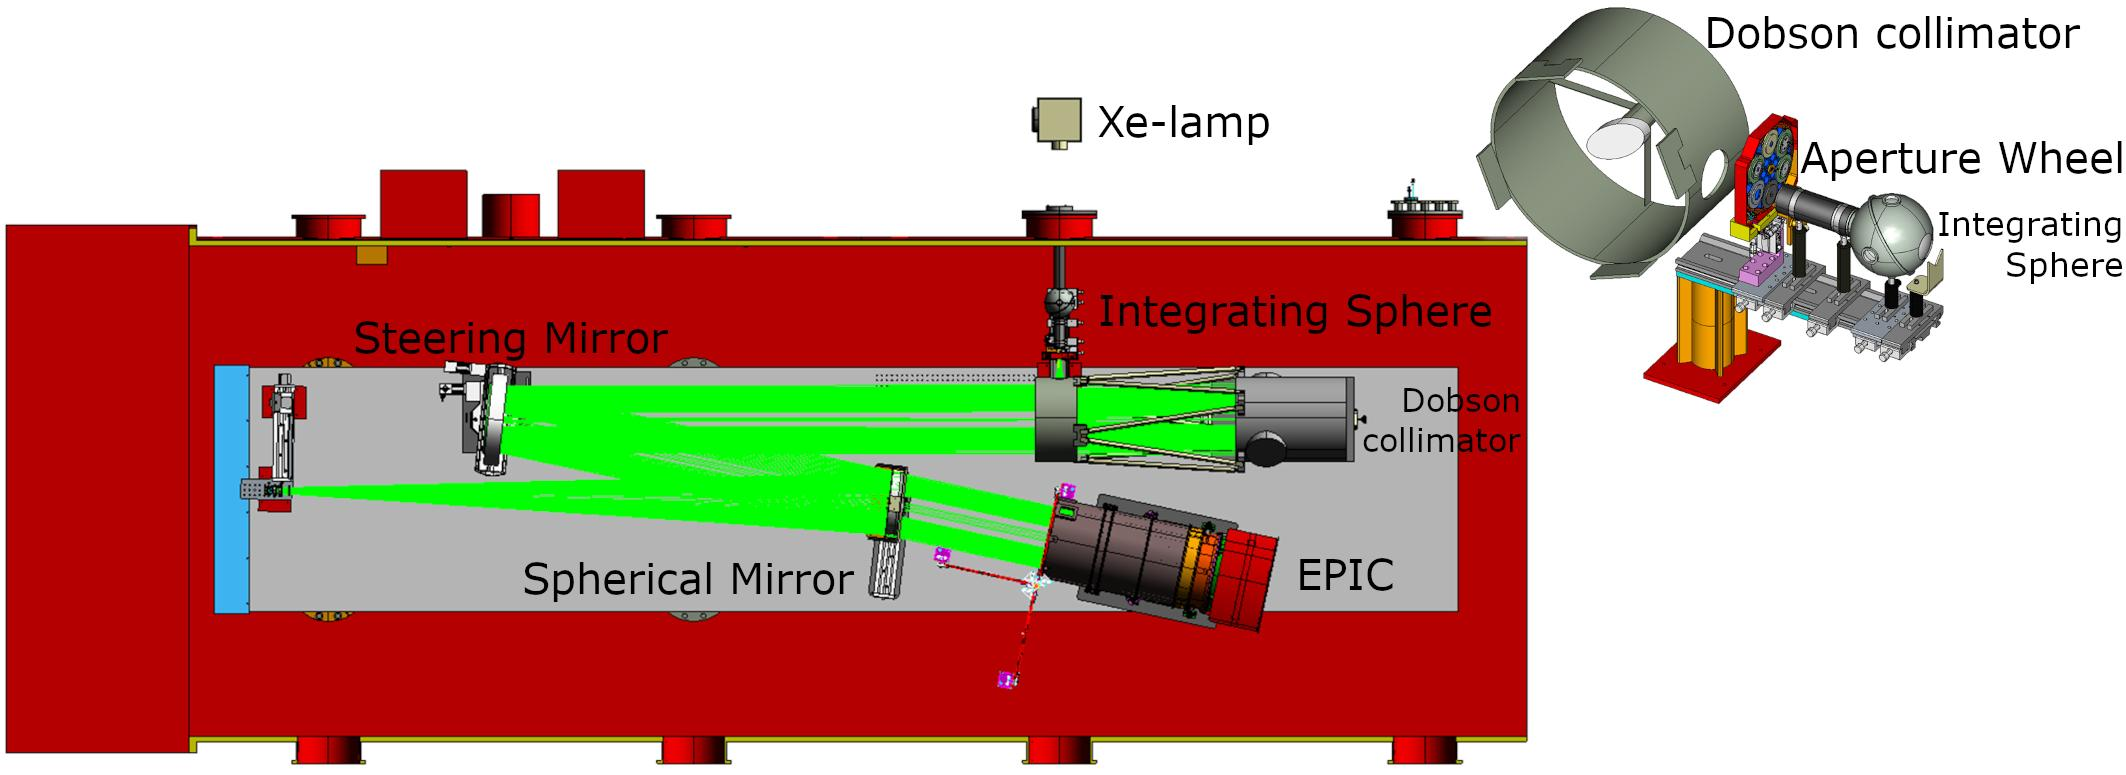 Dobson collimator
Xe-lamp
Aperture Wheel
Integrating
Sphere
Steering Mirror
Integrating Sphere
Dobson
collimator
Spherical Mirror
EPIC